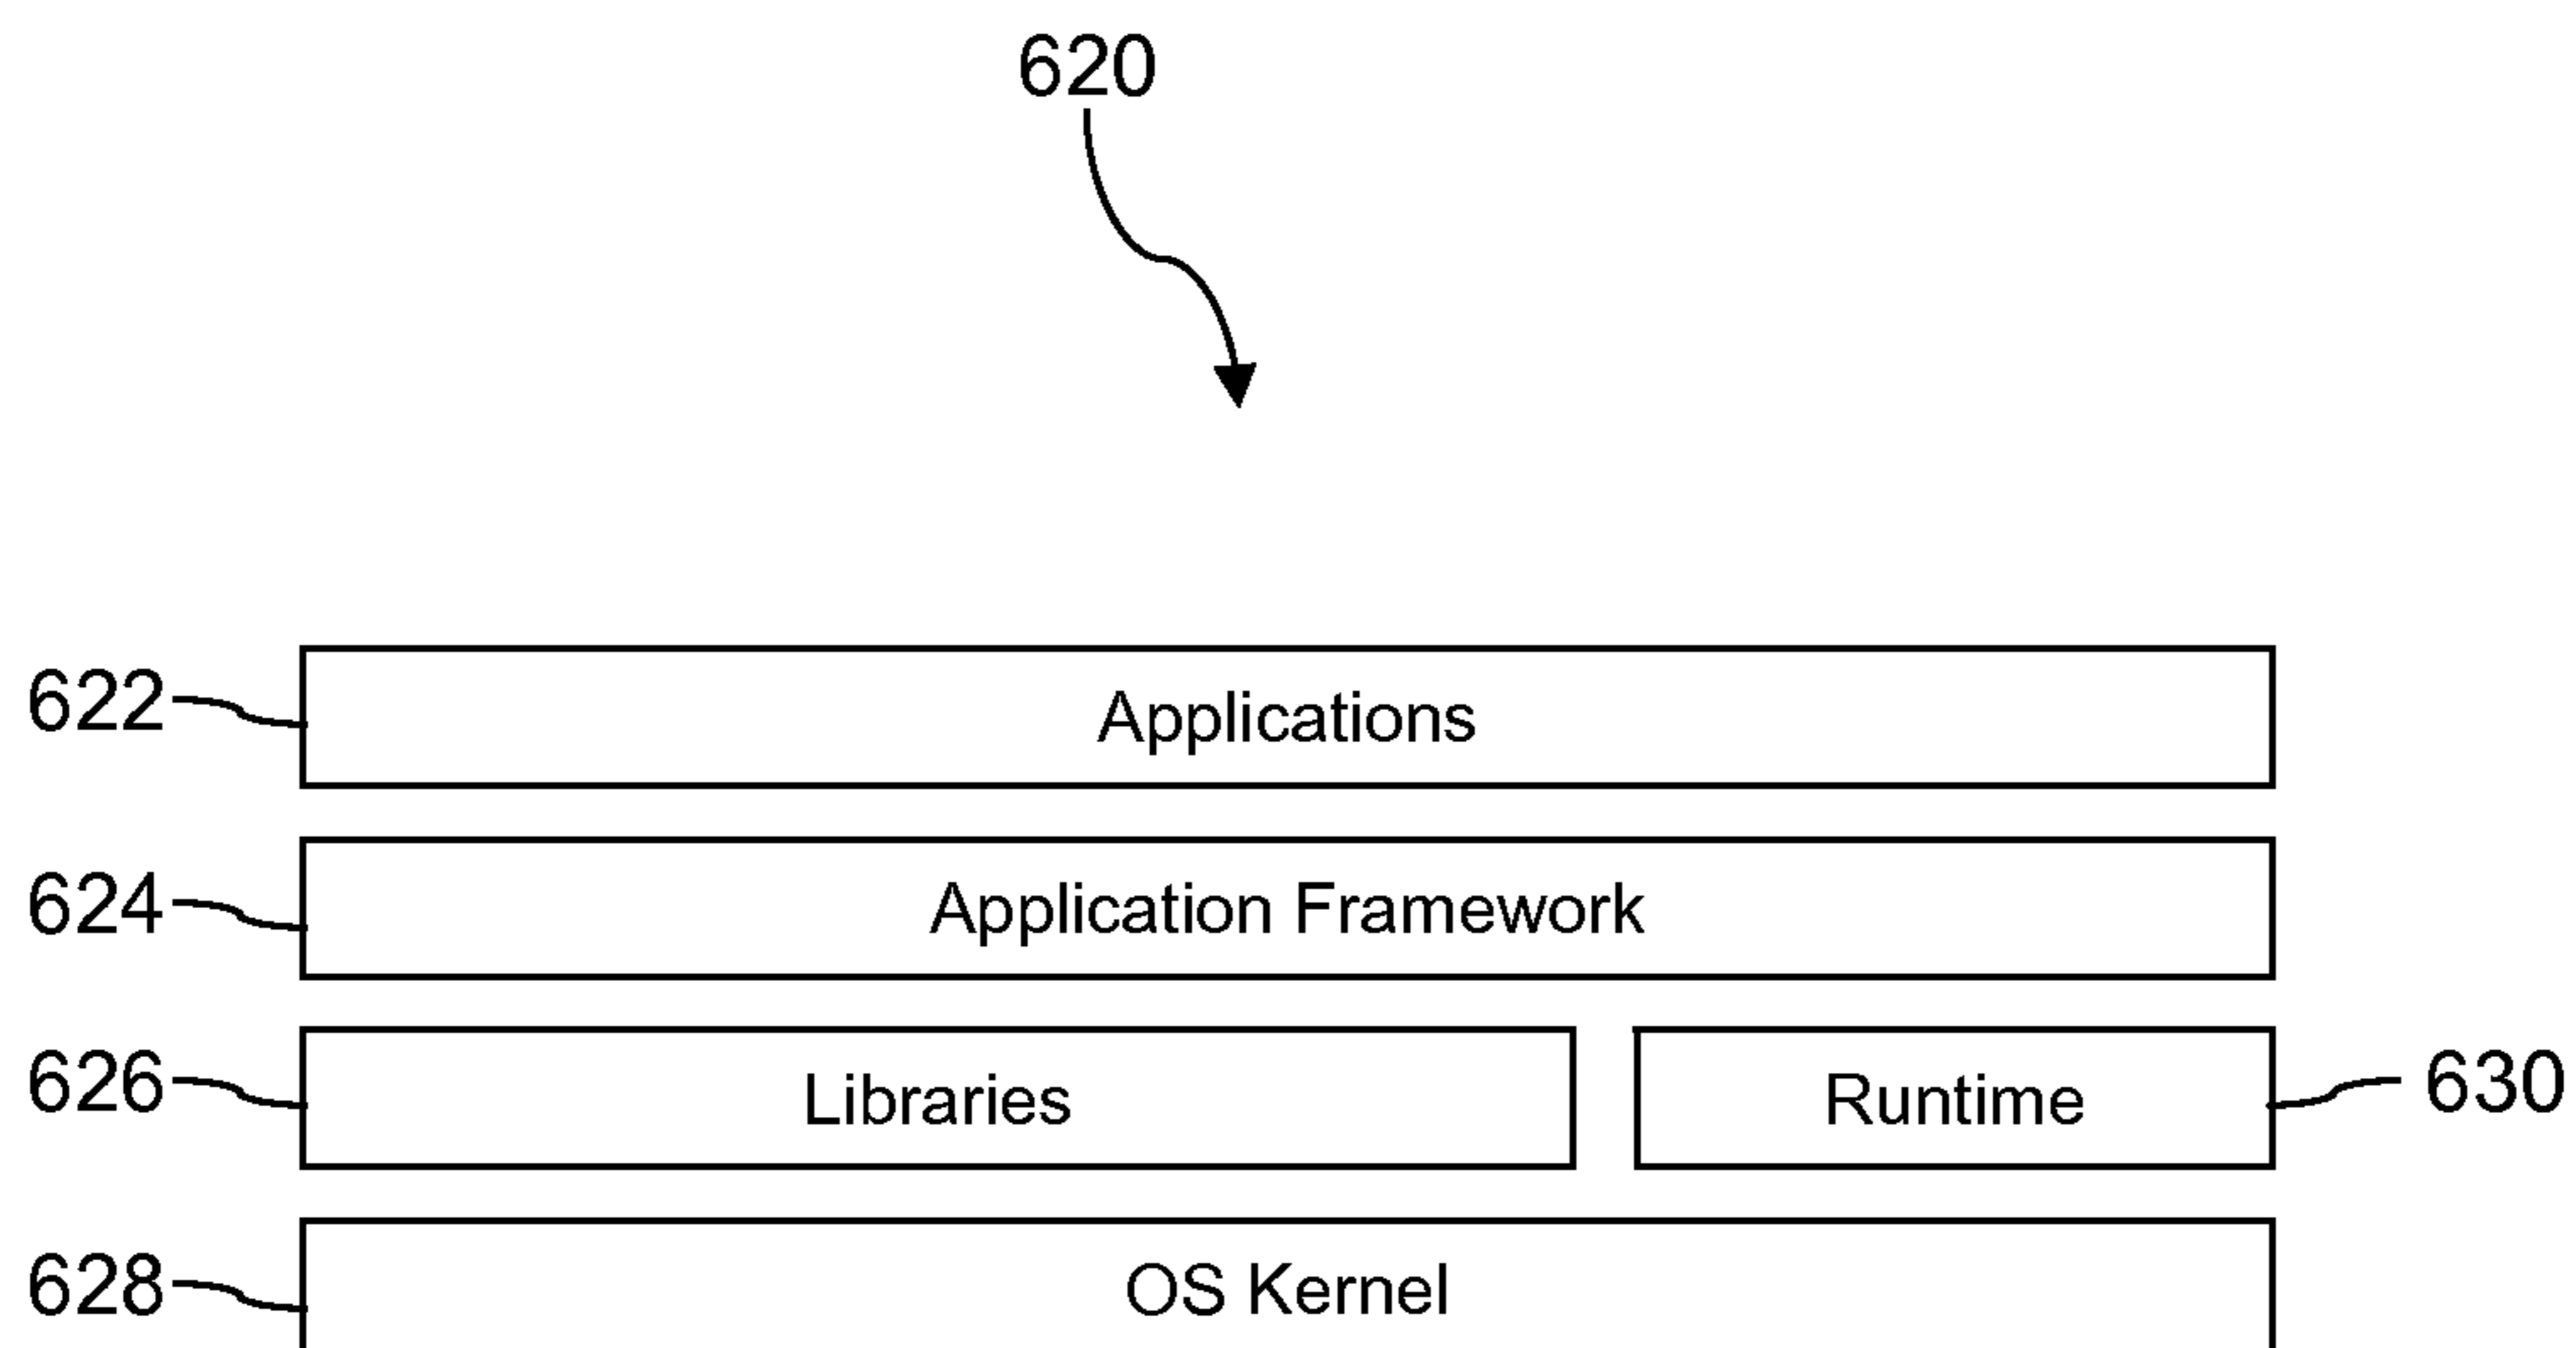 620
622 Applications
624 Application Framework
626 Libraries Runtime 630
628 OS Kernel